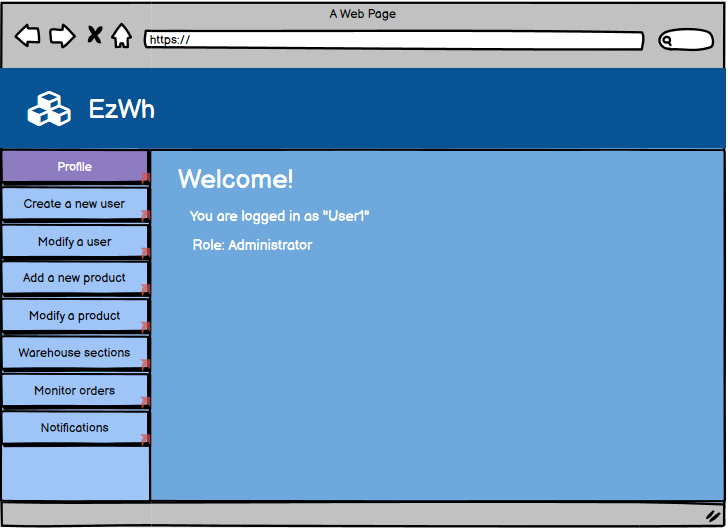 A Web Page
https://
EzWh
Profile
Create a new user
Modify a user
Add a new product
Modify a product
Warehouse sections
Monitor orders
Notifications
Welcome!
You are logged in as "User1"
Role: Administrator